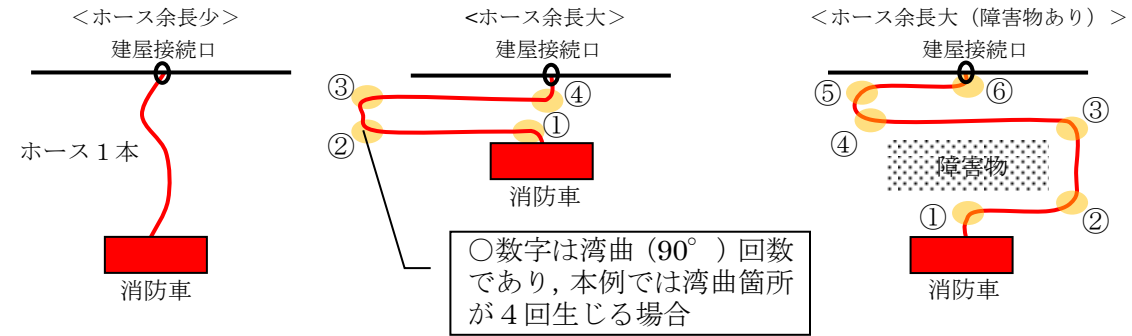 ＜ホース余長少＞
建屋接続口
ホース１本
消防車
<ホース余長大＞
建屋接続口
③
④
①
②
消防車
○数字は湾曲（90°）回数
であり，本例では湾曲箇所
が４回生じる場合
＜ホース余長大（障害物あり）＞
建屋接続口
⑤
⑥
③
④
障害物
①
②
消防車